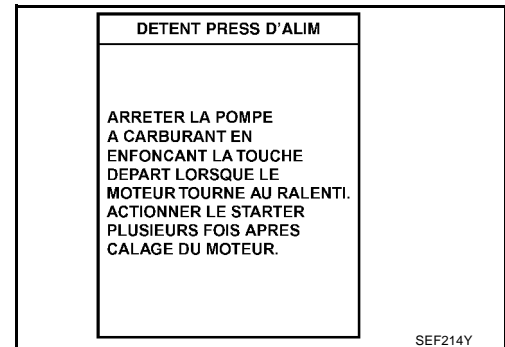 DETENT PRESS D'ALIM
ARRETER LA POMPE
A CARBURANT EN
ENFONCANT LA TOUCHE
DEPART LORSQUE LE
MOTEUR TOURNE AU RALENTI.
ACTIONNER LE STARTER
PLUSIEURS FOIS APRES
CALAGE DU MOTEUR.
SEF214Y